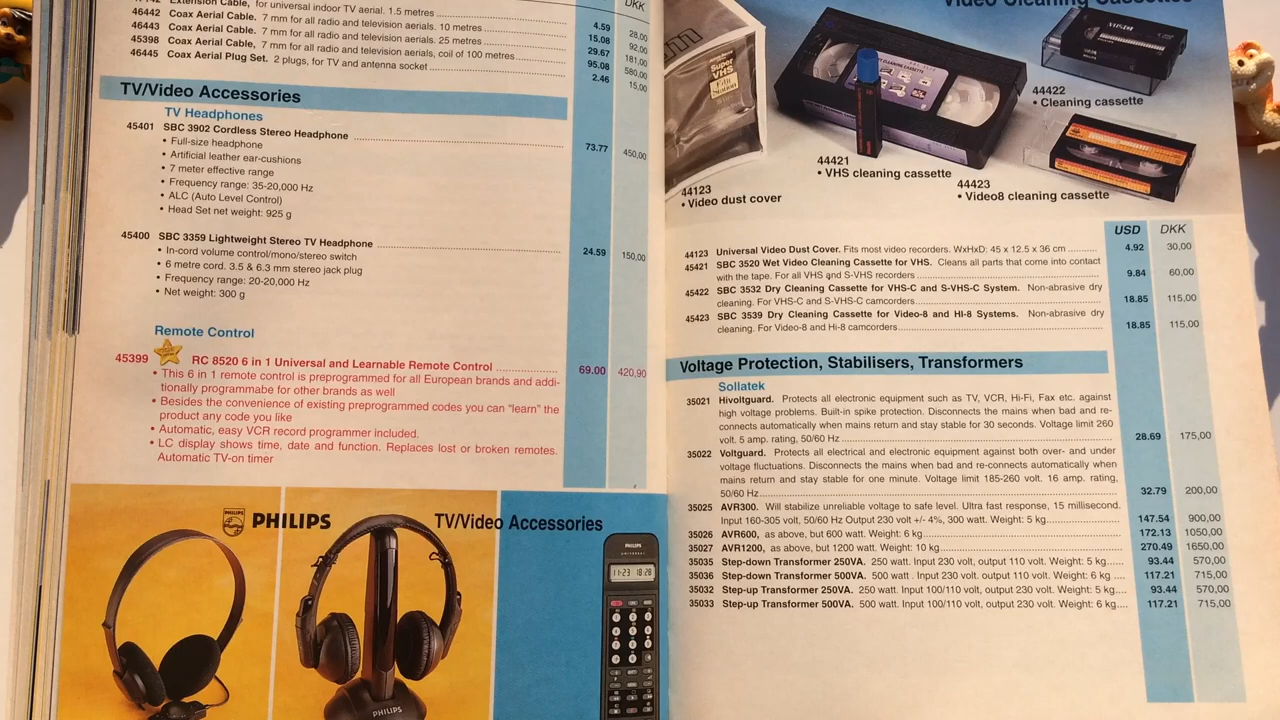 Extension Cable, for universal indoor TV aerial. 1.5 metres
DKK
46442 Coax Aerial Cable. 7 mm for all radio and television aerials. 10 metres 4.59 28,00
46443 Coax Aerial Cable. 7 mm for all radio and television aerials. 25 metres 15.08 92,00
45398 Coax Aerial Cable, 7 mm for all radio and television aerials, coil of 100 metres 29.67 181,00
46445 Coax Aerial Plug Set. 2 plugs, for TV and antenna socket 95.08 580,00
2.46 15,00
TV/Video Accessories
TV Headphones
45401 SBC 3902 Cordless Stereo Headphone 73.77 450,00
• Full-size headphone
• Artificial leather ear-cushions
• 7 meter effective range
• Frequency range: 35-20,000 Hz
• ALC (Auto Level Control)
• Head Set net weight: 925 g
45400 SBC 3359 Lightweight Stereo TV Headphone 24.59 150,00
• In-cord volume control/mono/stereo switch
• 6 metre cord. 3.5 & 6.3 mm stereo jack plug
• Frequency range: 20-20,000 Hz
• Net weight: 300 g
Remote Control
45399 RC 8520 6 in 1 Universal and Learnable Remote Control 69.00 420,90
• This 6 in 1 remote control is preprogrammed for all European brands and addi-
tionally programmabe for other brands as well
• Besides the convenience of existing preprogrammed codes you can "learn" the
product any code you like
• Automatic, easy VCR record programmer included.
• LC display shows time, date and function. Replaces lost or broken remotes.
Automatic TV-on timer
PHILIPS
TV/Video Accessories
PHILIPS
UNIVERSAL
11:23 18:28
PHILIPS
Video Cleaning Cassettes
Super
VHS
Edit
Station
CLEANING CASSETTE
44422
• Cleaning cassette
44421
• VHS cleaning cassette
44423
• Video8 cleaning cassette
44123
• Video dust cover
USD DKK
44123 Universal Video Dust Cover. Fits most video recorders. WxHxD: 45 x 12.5 x 36 cm 4.92 30,00
45421 SBC 3520 Wet Video Cleaning Cassette for VHS. Cleans all parts that come into contact
with the tape. For all VHS and S-VHS recorders 9.84 60,00
45422 SBC 3532 Dry Cleaning Cassette for VHS-C and S-VHS-C System. Non-abrasive dry
cleaning. For VHS-C and S-VHS-C camcorders 18.85 115,00
45423 SBC 3539 Dry Cleaning Cassette for Video-8 and HI-8 Systems. Non-abrasive dry
cleaning. For Video-8 and Hi-8 camcorders 18.85 115,00
Voltage Protection, Stabilisers, Transformers
Sollatek
35021 Hivoltguard. Protects all electronic equipment such as TV, VCR, Hi-Fi, Fax etc. against
high voltage problems. Built-in spike protection. Disconnects the mains when bad and re-
connects automatically when mains return and stay stable for 30 seconds. Voltage limit 260
volt. 5 amp. rating, 50/60 Hz 28.69 175,00
35022 Voltguard. Protects all electrical and electronic equipment against both over- and under
voltage fluctuations. Disconnects the mains when bad and re-connects automatically when
mains return and stay stable for one minute. Voltage limit 185-260 volt. 16 amp. rating,
50/60 Hz 32.79 200,00
35025 AVR300. Will stabilize unreliable voltage to safe level. Ultra fast response, 15 millisecond.
Input 160-305 volt, 50/60 Hz Output 230 volt +/- 4%, 300 watt. Weight: 5 kg 147.54 900,00
35026 AVR600, as above, but 600 watt. Weight: 6 kg 172.13 1050,00
35027 AVR1200, as above, but 1200 watt. Weight: 10 kg 270.49 1650,00
35035 Step-down Transformer 250VA. 250 watt. Input 230 volt, output 110 volt. Weight: 5 kg 93.44 570,00
35036 Step-down Transformer 500VA. 500 watt . Input 230 volt, output 110 volt. Weight: 6 kg 117.21 715,00
35032 Step-up Transformer 250VA. 250 watt. Input 100/110 volt, output 230 volt. Weight: 5 kg 93.44 570,00
35033 Step-up Transformer 500VA. 500 watt. Input 100/110 volt, output 230 volt. Weight: 6 kg 117.21 715,00